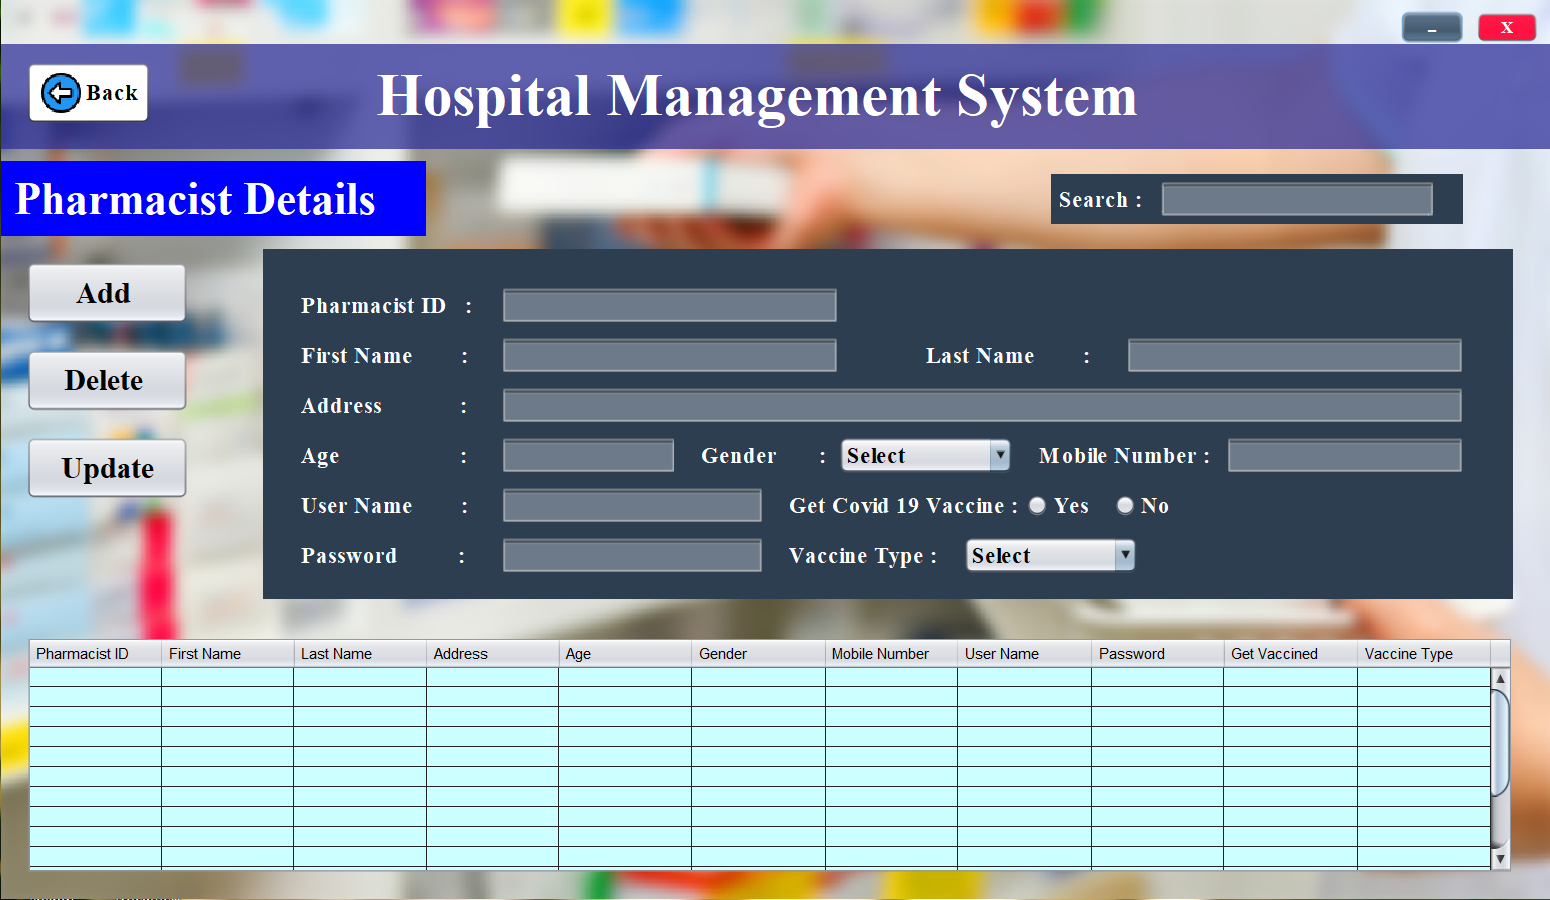 - X
Back
Hospital Management System
Pharmacist Details
Search :
Add
Delete
Update
Pharmacist ID :
First Name : Last Name :
Address :
Age : Gender : Select Mobile Number :
User Name : Get Covid 19 Vaccine : Yes No
Password : Vaccine Type : Select
Pharmacist ID First Name Last Name Address Age Gender Mobile Number User Name Password Get Vaccined Vaccine Type